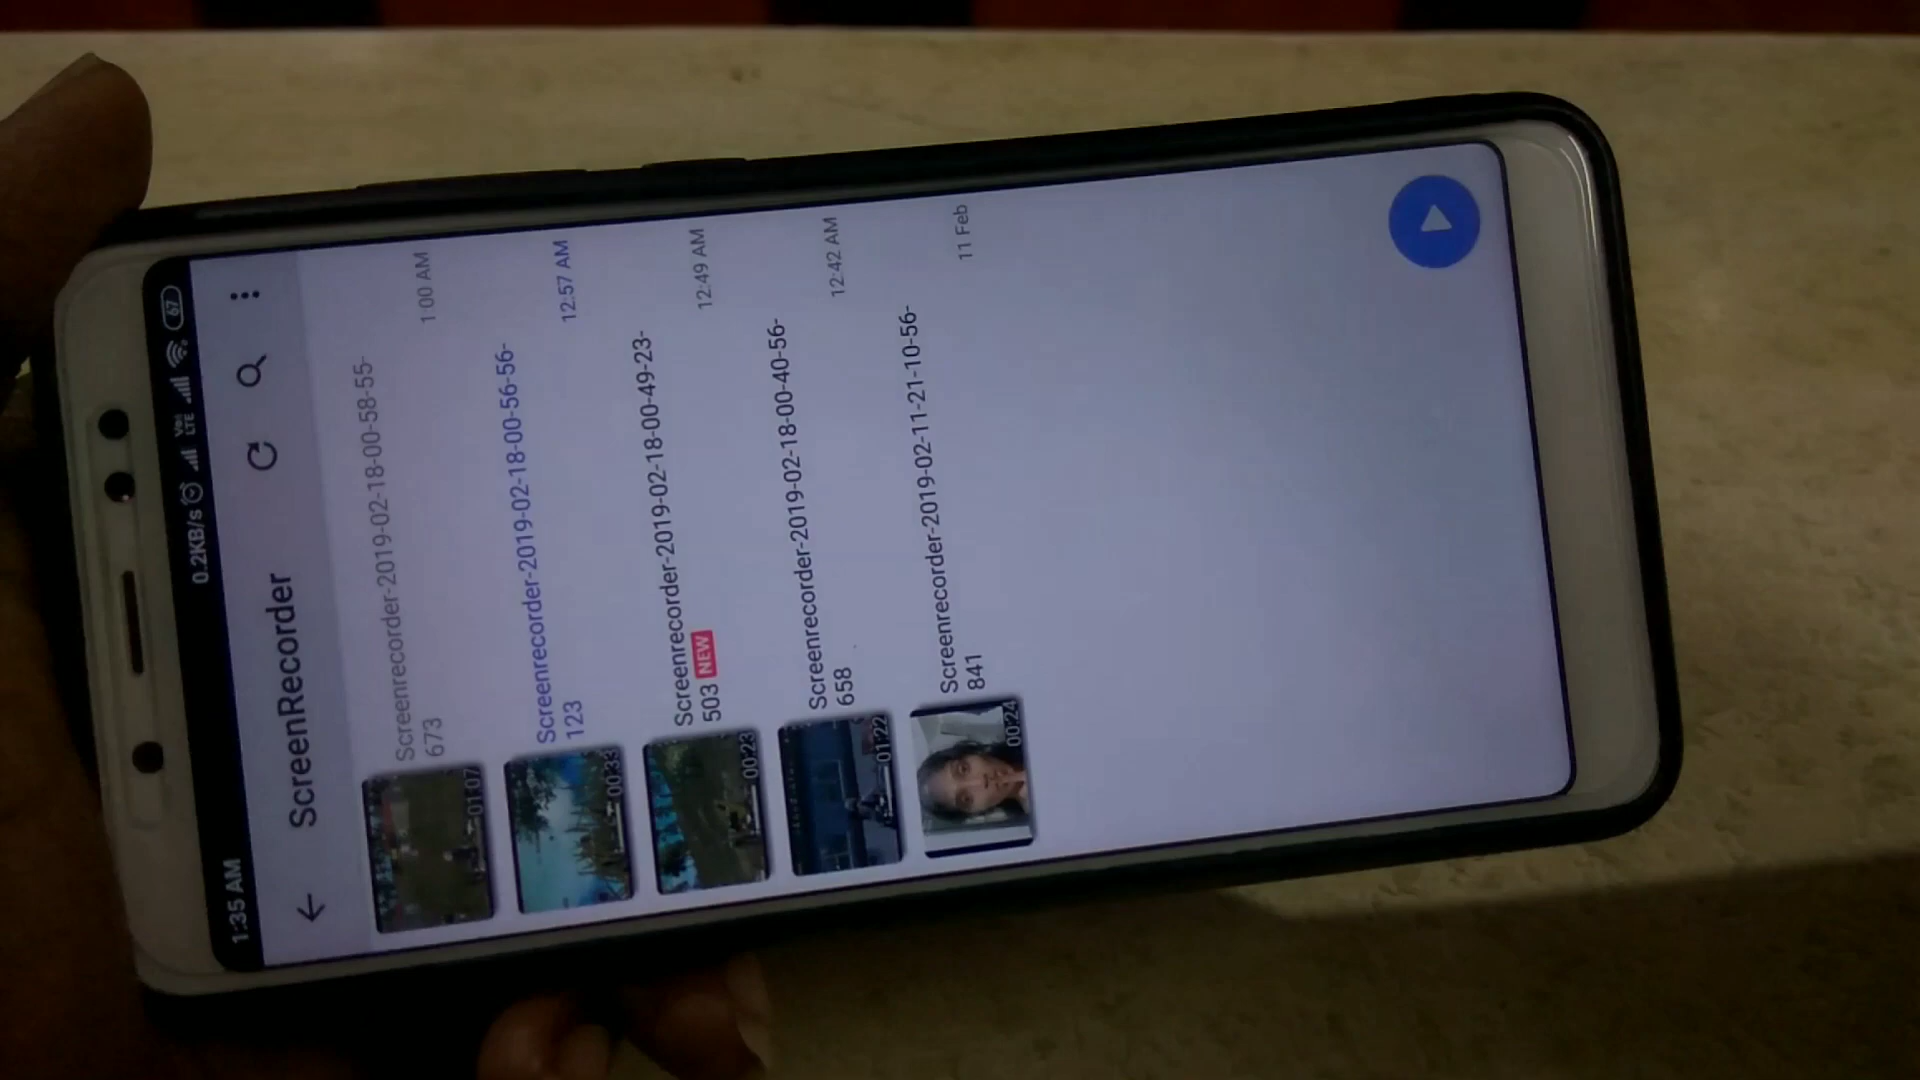 1:35 AM 0.2KB/s Vo) LTE 67
ScreenRecorder
Screenrecorder-2019-02-18-00-58-55-
673
1:00 AM
01:07
Screenrecorder-2019-02-18-00-56-56-
123
12:57 AM
00:33
Screenrecorder-2019-02-18-00-49-23-
503 NEW
12:49 AM
00:23
Screenrecorder-2019-02-18-00-40-56-
658
12:42 AM
01:22
Screenrecorder-2019-02-11-21-10-56-
841
11 Feb
00:24